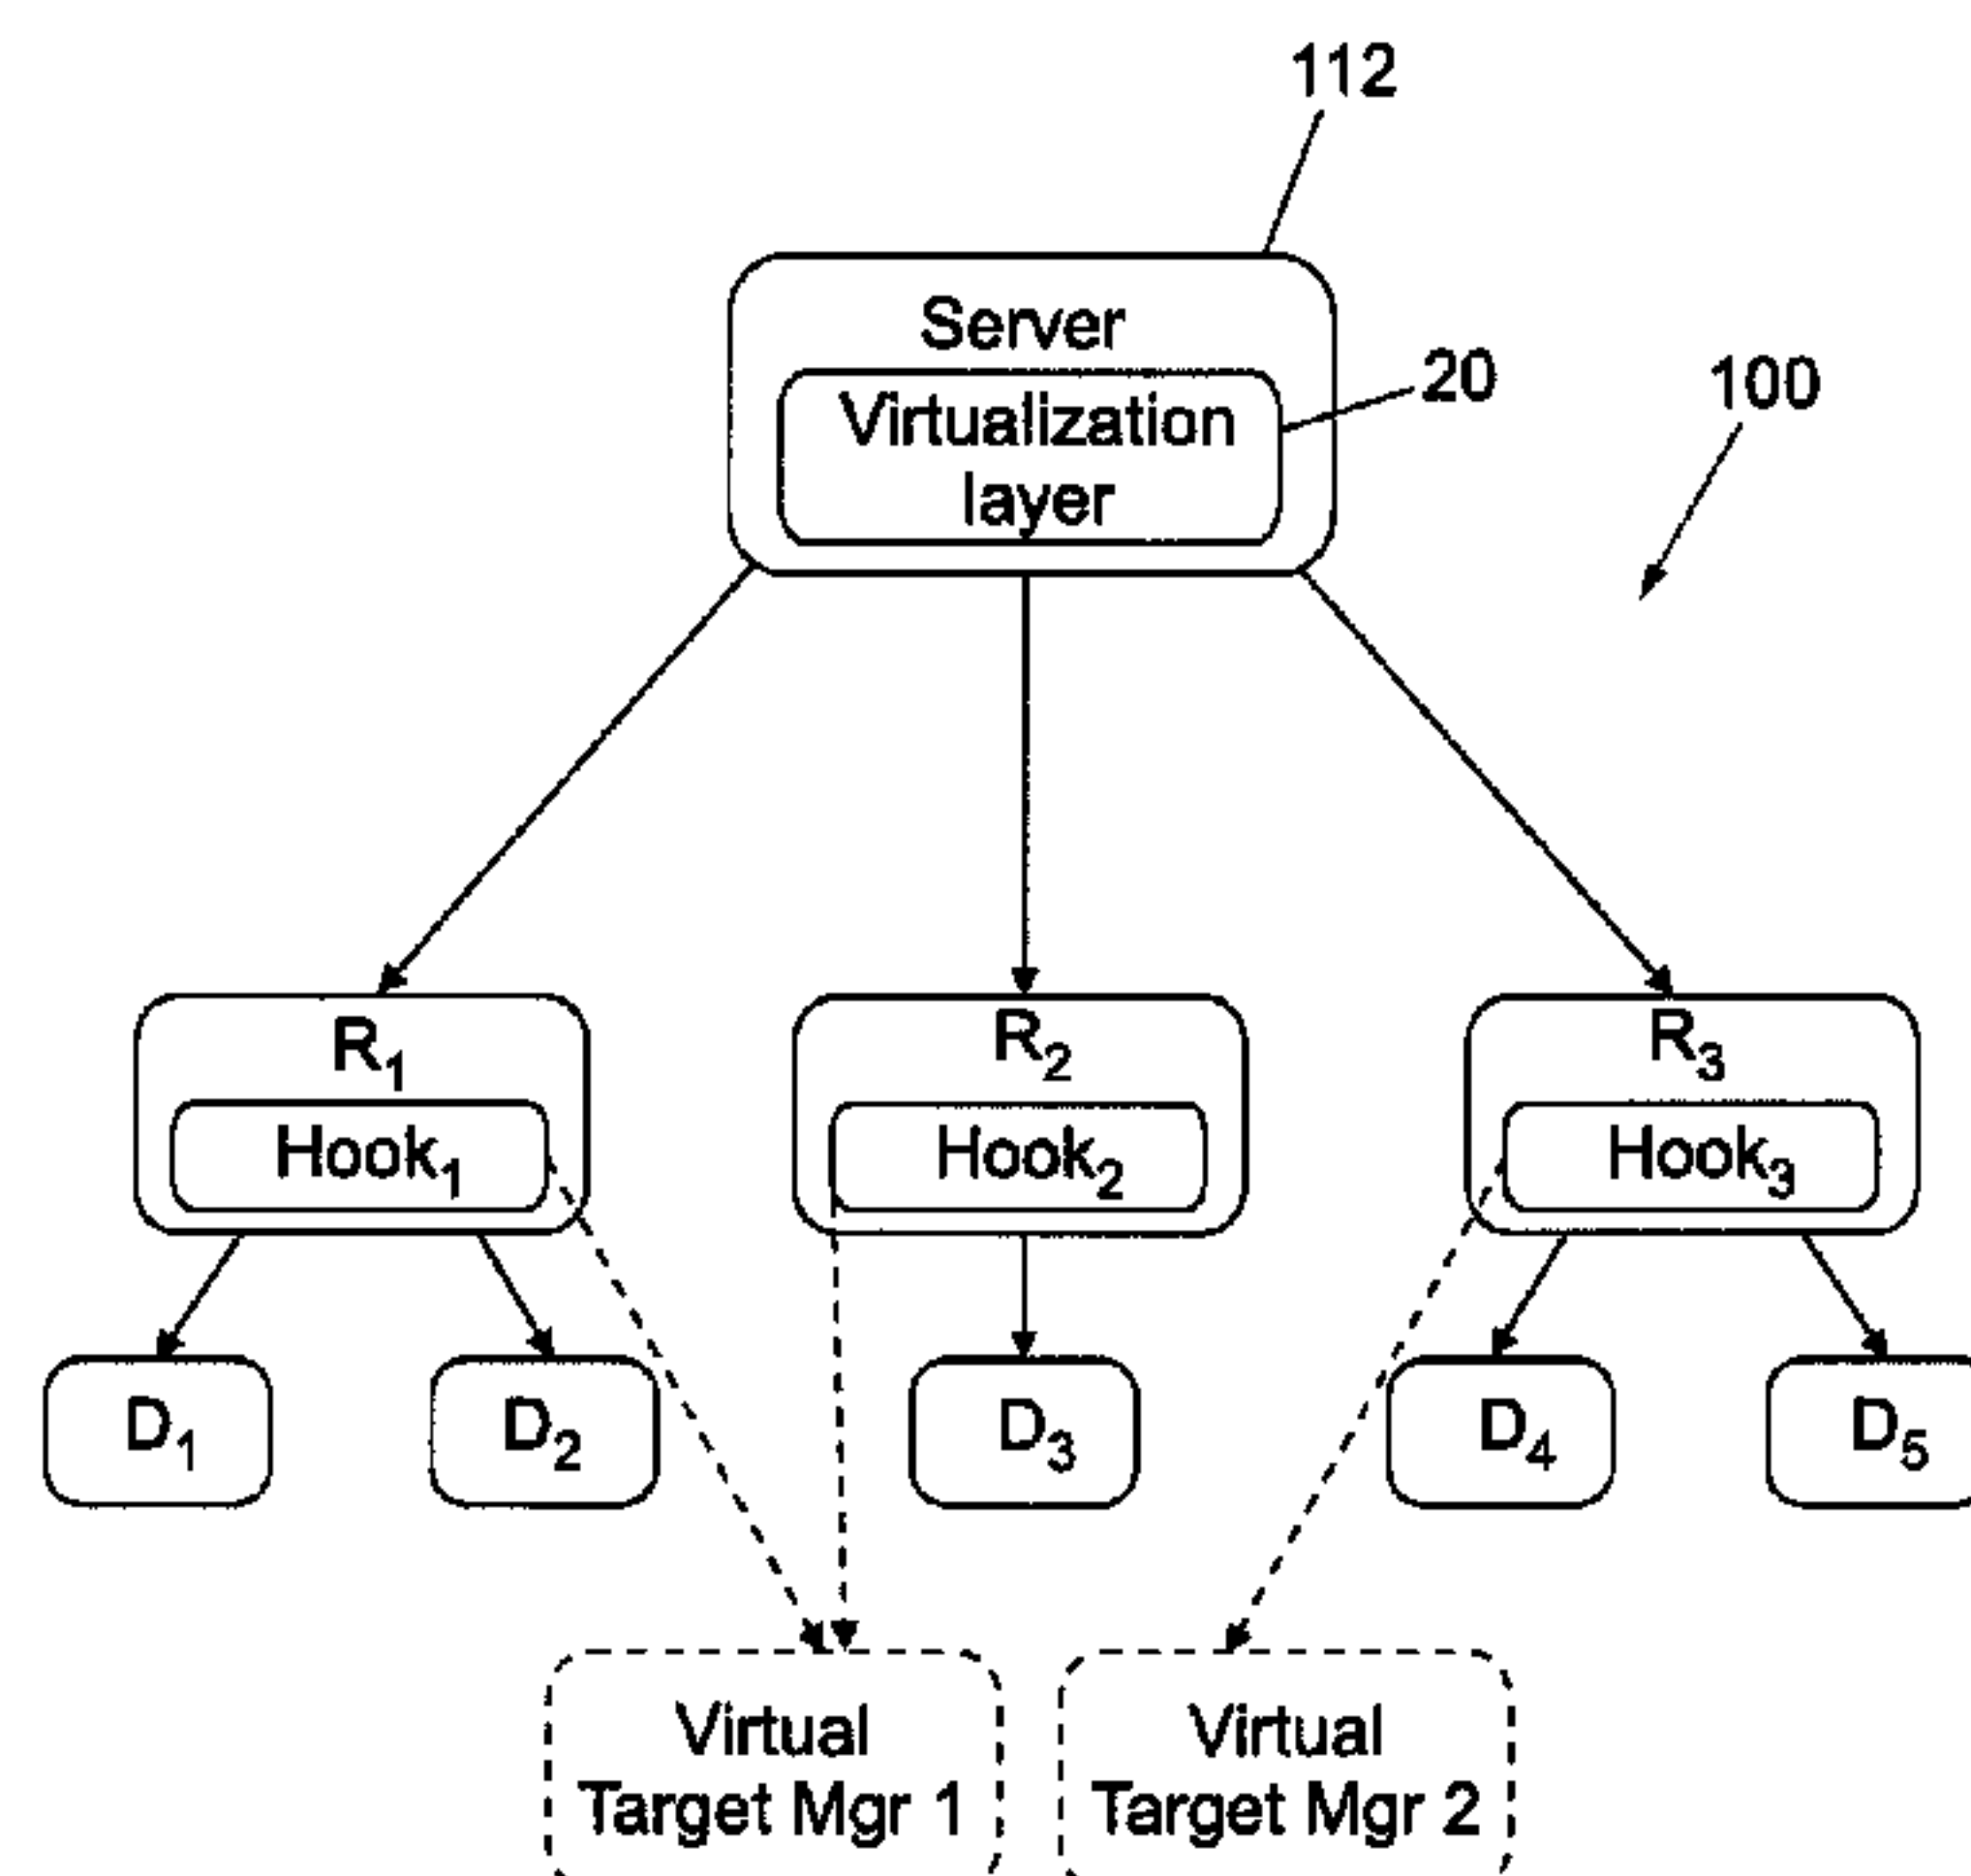 112
Server
20
100
Virtualization
layer
R₁
R₂
R₃
Hook₁
Hook₂
Hook₃
D₁
D₂
D₃
D₄
D₅
Virtual
Target Mgr 1
Virtual
Target Mgr 2